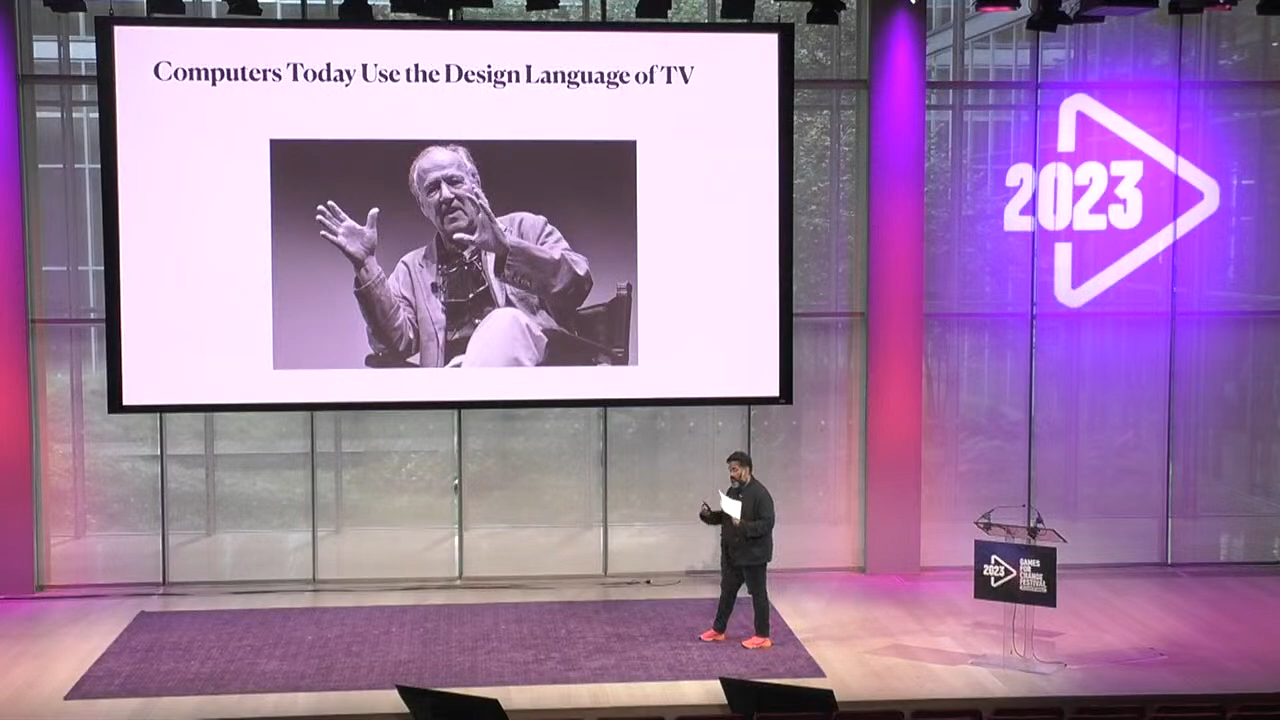 Computers Today Use the Design Language of TV
2023
2023
GAMES
FOR
CHANGE
FESTIVAL